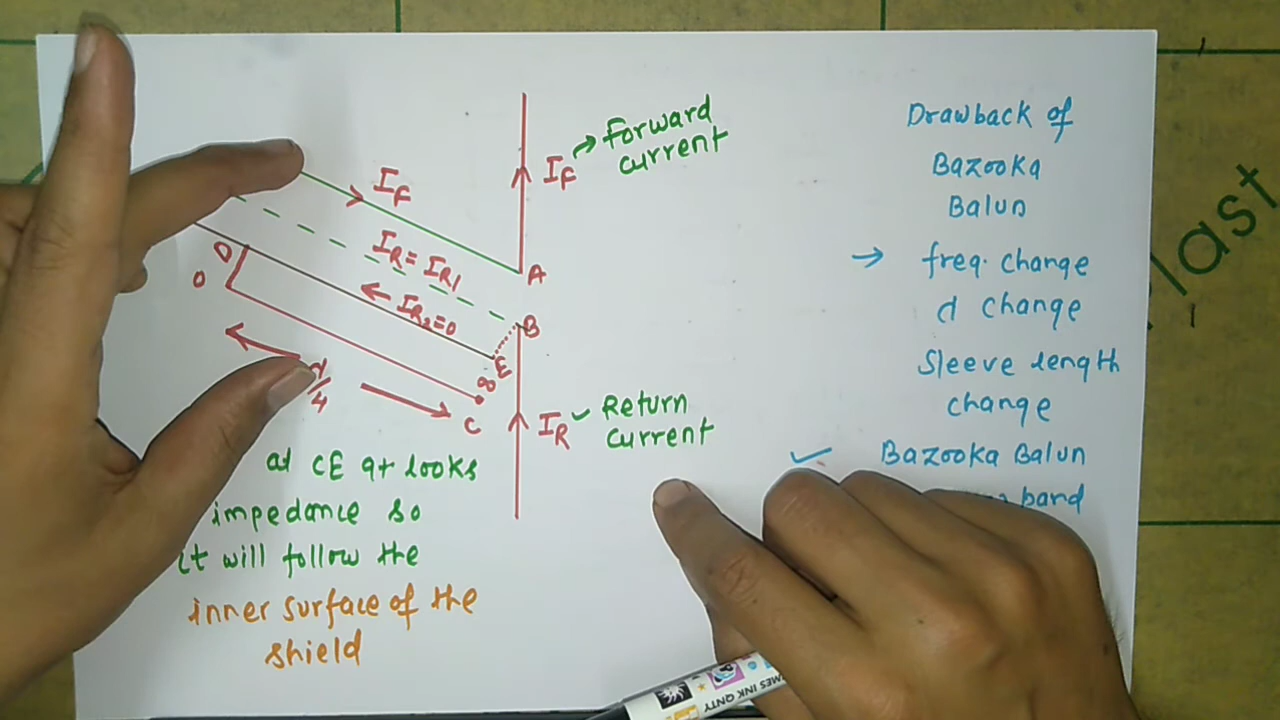 I_F
Forward
current
I_F
I_R = I_R1
A
I_R2 = 0
B
D
0
E
∞
C
d/4
I_R
Return
current
at CE 9t looks
impedance so
it will follow the
inner surface of the
shield
Drawback of
Bazooka
Balun
→ freq. change
d change
Sleeve length
change
Bazooka Balun
band
last